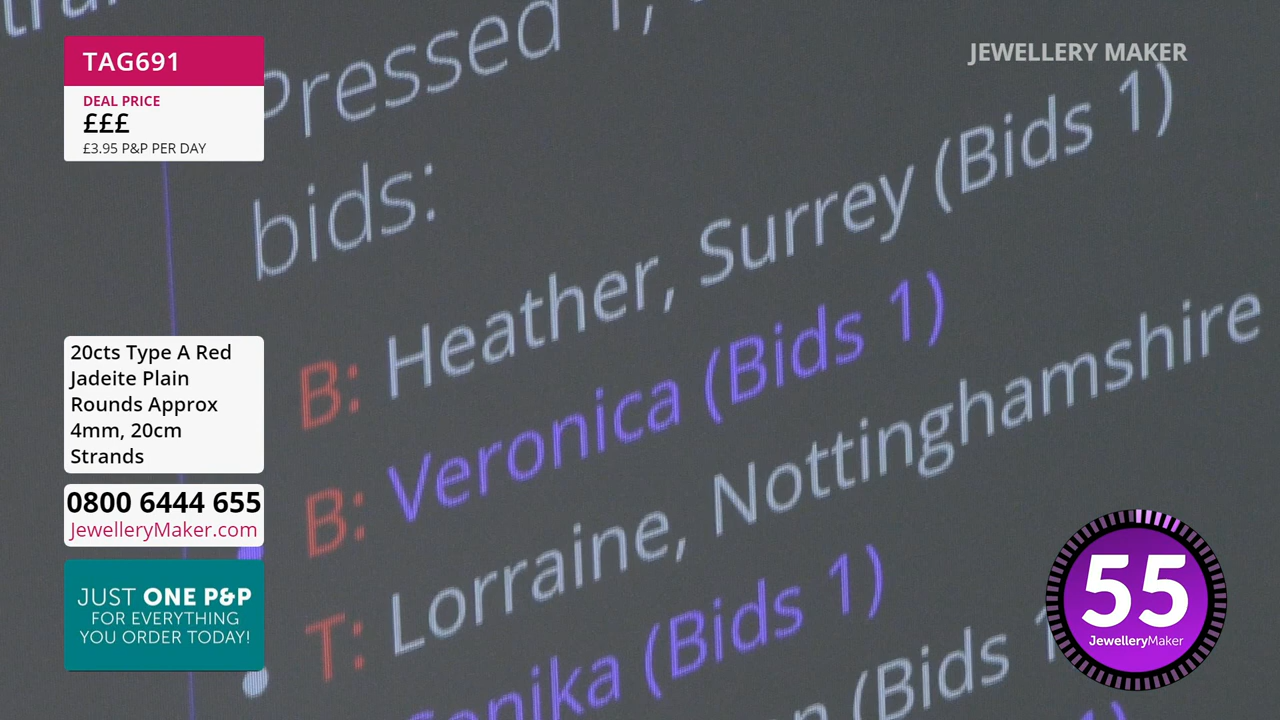 TAG691
DEAL PRICE
£££
£3.95 P&P PER DAY
JEWELLERY MAKER
Pressed 1,
bids:
B: Heather, Surrey (Bids 1)
B: Veronica (Bids 1)
T: Lorraine, Nottinghamshire
(Bids 1)
(Bids 1
20cts Type A Red
Jadeite Plain
Rounds Approx
4mm, 20cm
Strands
0800 6444 655
JewelleryMaker.com
JUST ONE P&P
FOR EVERYTHING
YOU ORDER TODAY!
55
JewelleryMaker